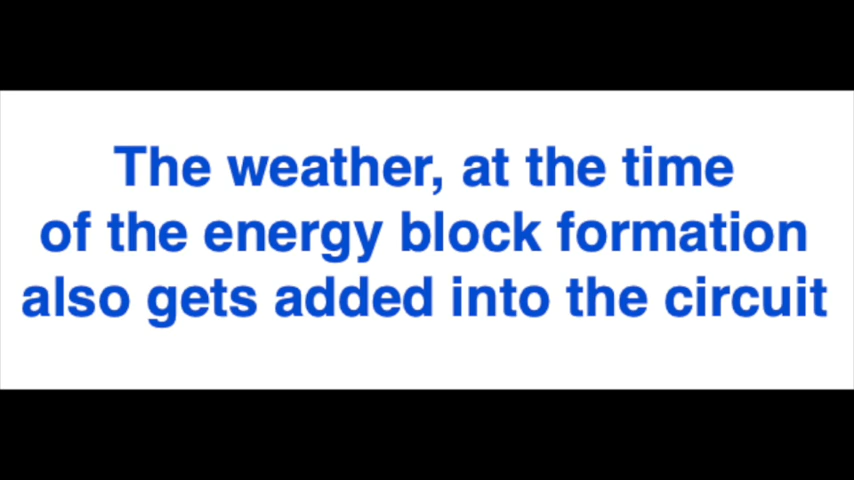 The weather, at the time
of the energy block formation
also gets added into the circuit